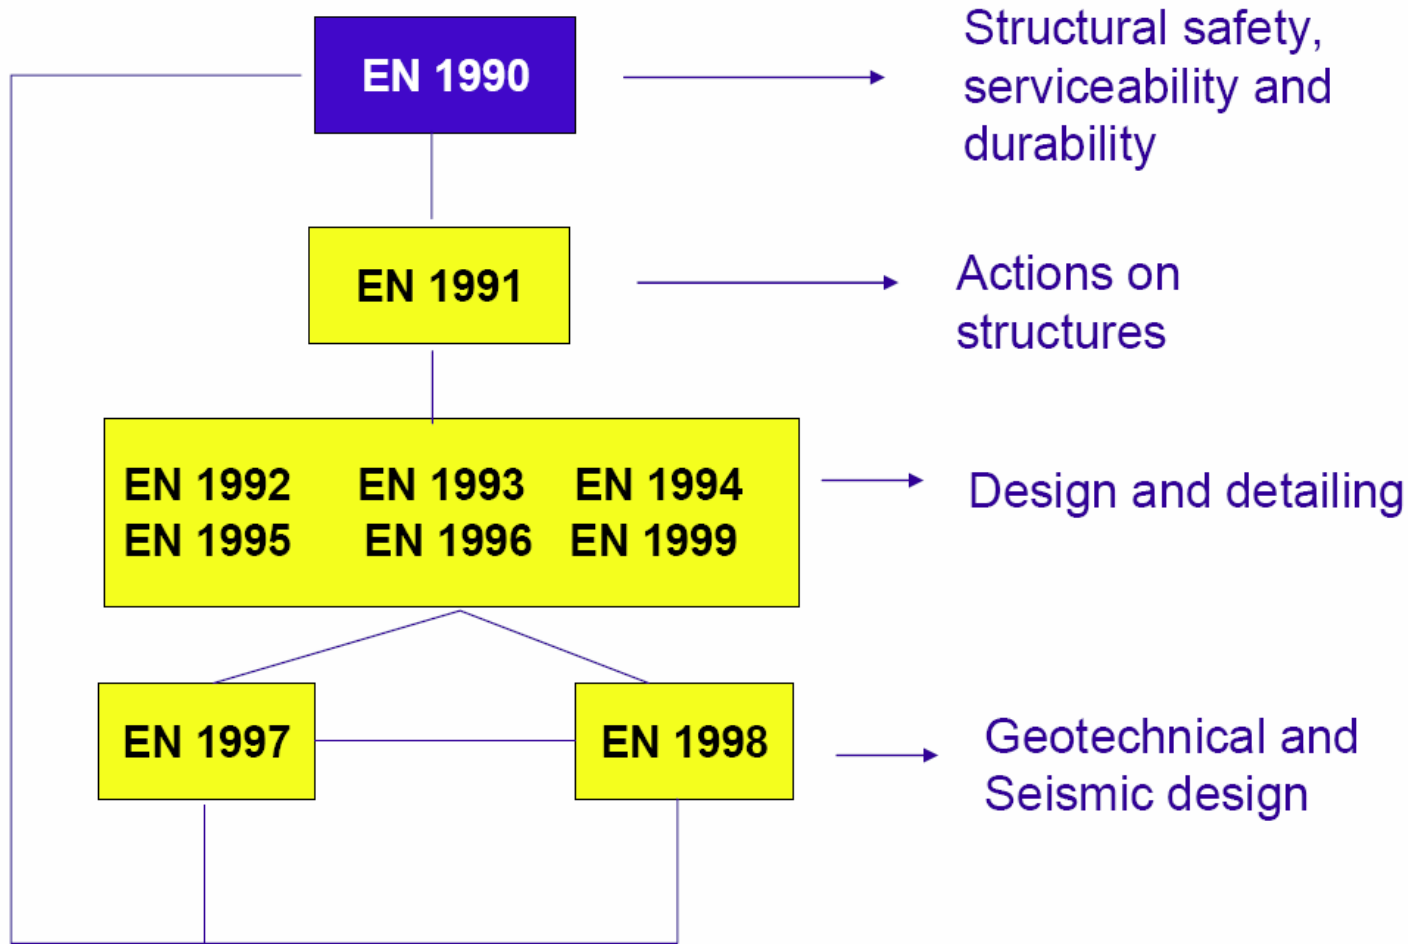 EN 1990
Structural safety,
serviceability and
durability
EN 1991
Actions on
structures
EN 1992 EN 1993 EN 1994
EN 1995 EN 1996 EN 1999
Design and detailing
EN 1997
EN 1998
Geotechnical and
Seismic design